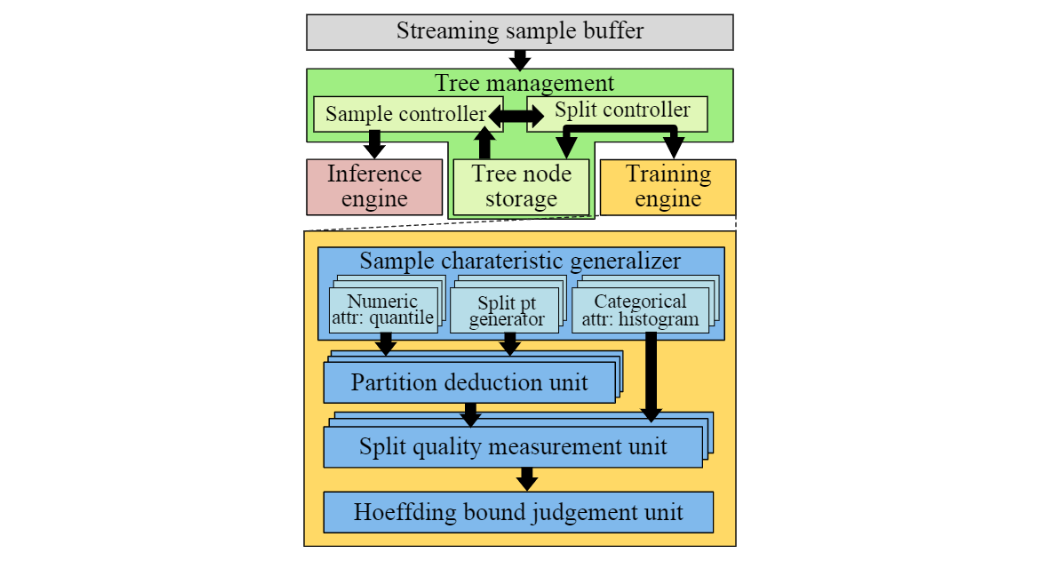 Streaming sample buffer
Tree management
Sample controller
Split controller
Inference
engine
Tree node
storage
Training
engine
Sample charateristic generalizer
Numeric
attr: quantile
Split pt
generator
Categorical
attr: histogram
Partition deduction unit
Split quality measurement unit
Hoeffding bound judgement unit